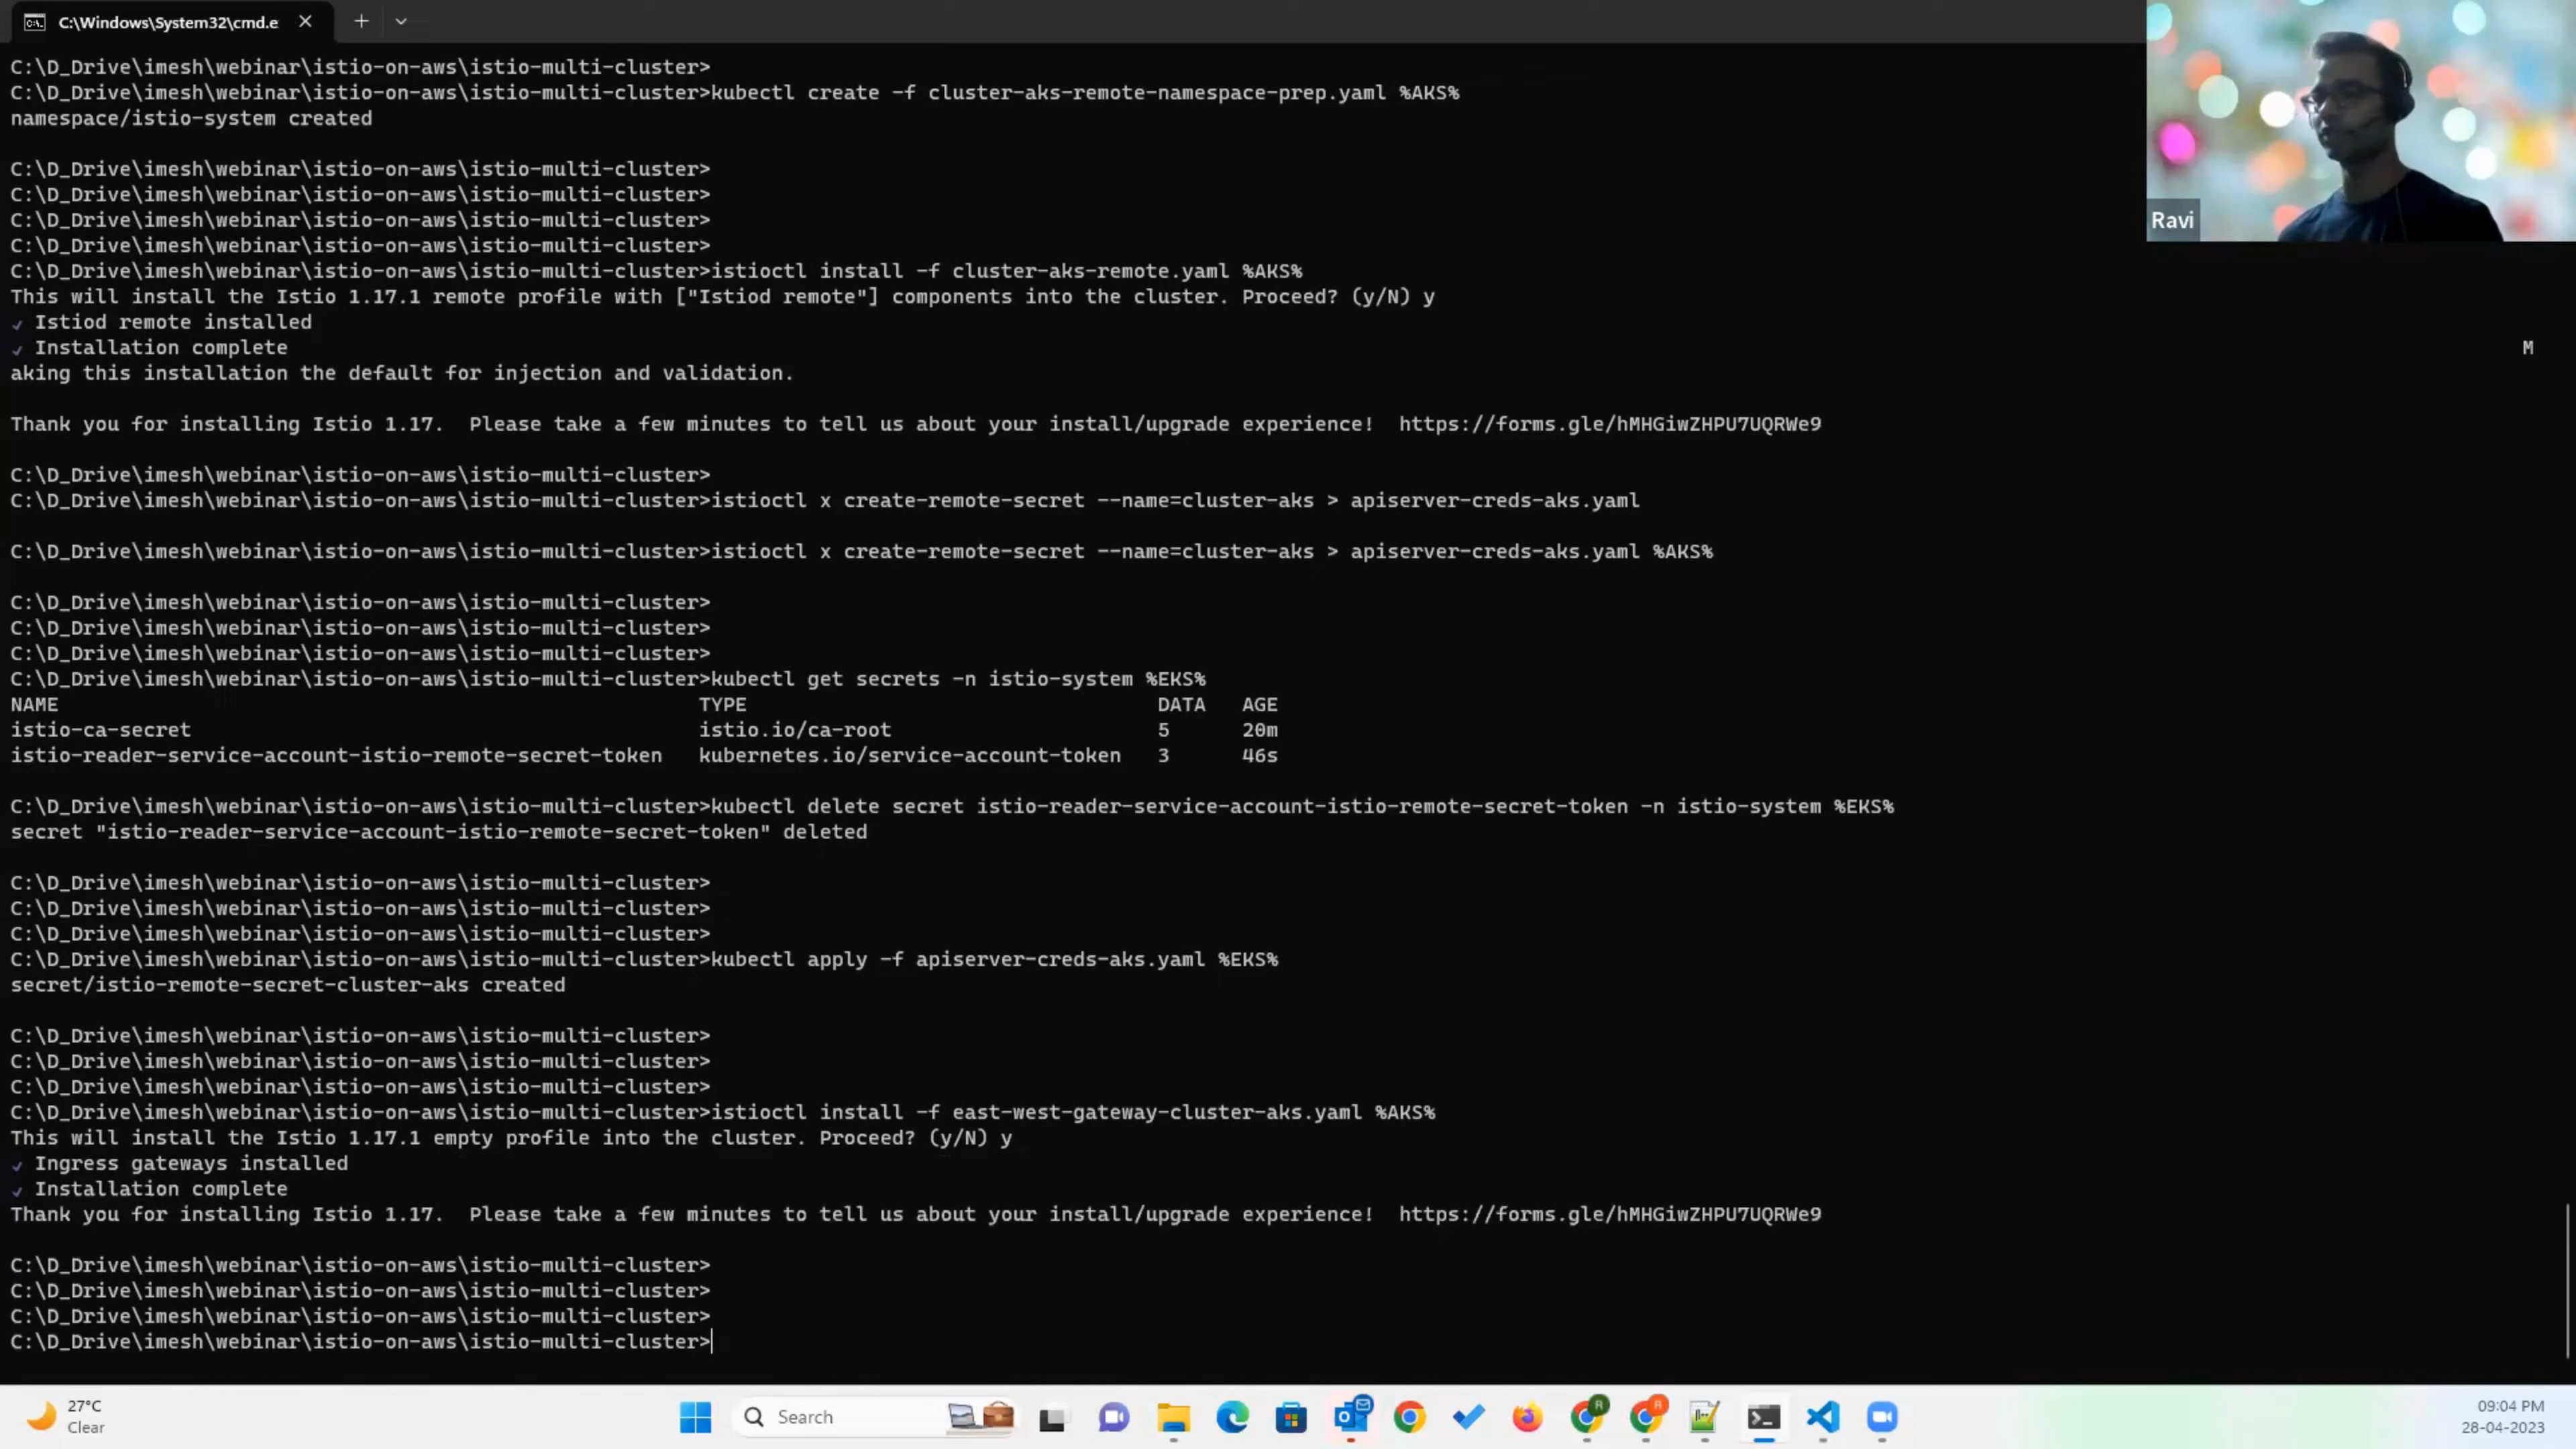 C:\Windows\System32\cmd.e
C:\D_Drive\imesh\webinar\istio-on-aws\istio-multi-cluster>
C:\D_Drive\imesh\webinar\istio-on-aws\istio-multi-cluster>kubectl create -f cluster-aks-remote-namespace-prep.yaml %AKS%
namespace/istio-system created
C:\D_Drive\imesh\webinar\istio-on-aws\istio-multi-cluster>
C:\D_Drive\imesh\webinar\istio-on-aws\istio-multi-cluster>
C:\D_Drive\imesh\webinar\istio-on-aws\istio-multi-cluster>
Ravi
C:\D_Drive\imesh\webinar\istio-on-aws\istio-multi-cluster>
C:\D_Drive\imesh\webinar\istio-on-aws\istio-multi-cluster>istioctl install -f cluster-aks-remote.yaml %AKS%
This will install the Istio 1.17.1 remote profile with ["Istiod remote"] components into the cluster. Proceed? (y/N) y
✓ Istiod remote installed
✓ Installation complete M
aking this installation the default for injection and validation.
Thank you for installing Istio 1.17.  Please take a few minutes to tell us about your install/upgrade experience!  https://forms.gle/hMHGiwZHPU7UQRWe9
C:\D_Drive\imesh\webinar\istio-on-aws\istio-multi-cluster>
C:\D_Drive\imesh\webinar\istio-on-aws\istio-multi-cluster>istioctl x create-remote-secret --name=cluster-aks > apiserver-creds-aks.yaml
C:\D_Drive\imesh\webinar\istio-on-aws\istio-multi-cluster>istioctl x create-remote-secret --name=cluster-aks > apiserver-creds-aks.yaml %AKS%
C:\D_Drive\imesh\webinar\istio-on-aws\istio-multi-cluster>
C:\D_Drive\imesh\webinar\istio-on-aws\istio-multi-cluster>
C:\D_Drive\imesh\webinar\istio-on-aws\istio-multi-cluster>
C:\D_Drive\imesh\webinar\istio-on-aws\istio-multi-cluster>kubectl get secrets -n istio-system %EKS%
NAME TYPE DATA AGE
istio-ca-secret istio.io/ca-root 5 20m
istio-reader-service-account-istio-remote-secret-token kubernetes.io/service-account-token 3 46s
C:\D_Drive\imesh\webinar\istio-on-aws\istio-multi-cluster>kubectl delete secret istio-reader-service-account-istio-remote-secret-token -n istio-system %EKS%
secret "istio-reader-service-account-istio-remote-secret-token" deleted
C:\D_Drive\imesh\webinar\istio-on-aws\istio-multi-cluster>
C:\D_Drive\imesh\webinar\istio-on-aws\istio-multi-cluster>
C:\D_Drive\imesh\webinar\istio-on-aws\istio-multi-cluster>
C:\D_Drive\imesh\webinar\istio-on-aws\istio-multi-cluster>kubectl apply -f apiserver-creds-aks.yaml %EKS%
secret/istio-remote-secret-cluster-aks created
C:\D_Drive\imesh\webinar\istio-on-aws\istio-multi-cluster>
C:\D_Drive\imesh\webinar\istio-on-aws\istio-multi-cluster>
C:\D_Drive\imesh\webinar\istio-on-aws\istio-multi-cluster>
C:\D_Drive\imesh\webinar\istio-on-aws\istio-multi-cluster>istioctl install -f east-west-gateway-cluster-aks.yaml %AKS%
This will install the Istio 1.17.1 empty profile into the cluster. Proceed? (y/N) y
✓ Ingress gateways installed
✓ Installation complete
Thank you for installing Istio 1.17.  Please take a few minutes to tell us about your install/upgrade experience!  https://forms.gle/hMHGiwZHPU7UQRWe9
C:\D_Drive\imesh\webinar\istio-on-aws\istio-multi-cluster>
C:\D_Drive\imesh\webinar\istio-on-aws\istio-multi-cluster>
C:\D_Drive\imesh\webinar\istio-on-aws\istio-multi-cluster>
C:\D_Drive\imesh\webinar\istio-on-aws\istio-multi-cluster>
27°C
Clear
Search
09:04 PM
28-04-2023